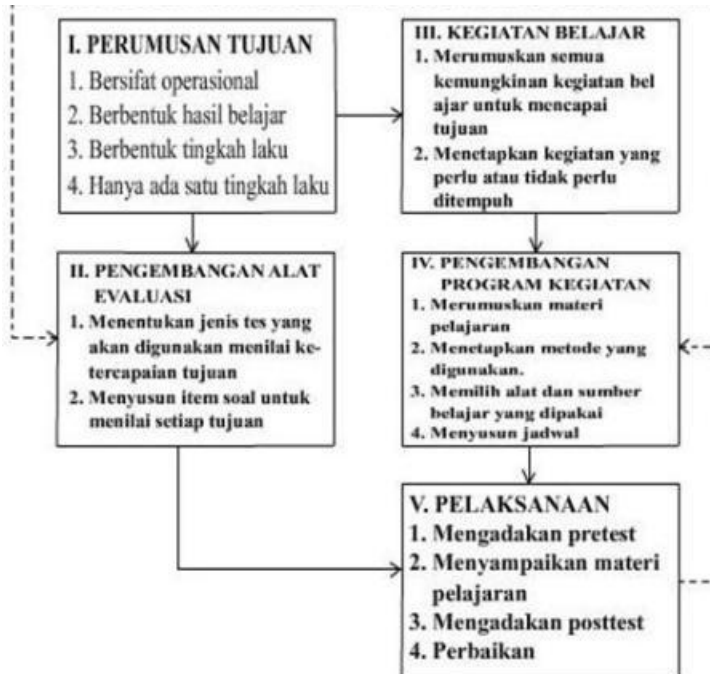 I. PERUMUSAN TUJUAN
1. Bersifat operasional
2. Berbentuk hasil belajar
3. Berbentuk tingkah laku
4. Hanya ada satu tingkah laku
II. PENGEMBANGAN ALAT
EVALUASI
1. Menentukan jenis tes yang
akan digunakan menilai ke-
tercapaian tujuan
2. Menyusun item soal untuk
menilai setiap tujuan
III. KEGIATAN BELAJAR
1. Merumuskan semua
kemungkinan kegiatan bel
ajar untuk mencapai
tujuan
2. Menetapkan kegiatan yang
perlu atau tidak perlu
ditempuh
IV. PENGEMBANGAN
PROGRAM KEGIATAN
1. Merumuskan materi
pelajaran
2. Menetapkan metode yang
digunakan.
3. Memilih alat dan sumber
belajar yang dipakai
4. Menyusun jadwal
V. PELAKSANAAN
1. Mengadakan pretest
2. Menyampaikan materi
pelajaran
3. Mengadakan posttest
4. Perbaikan